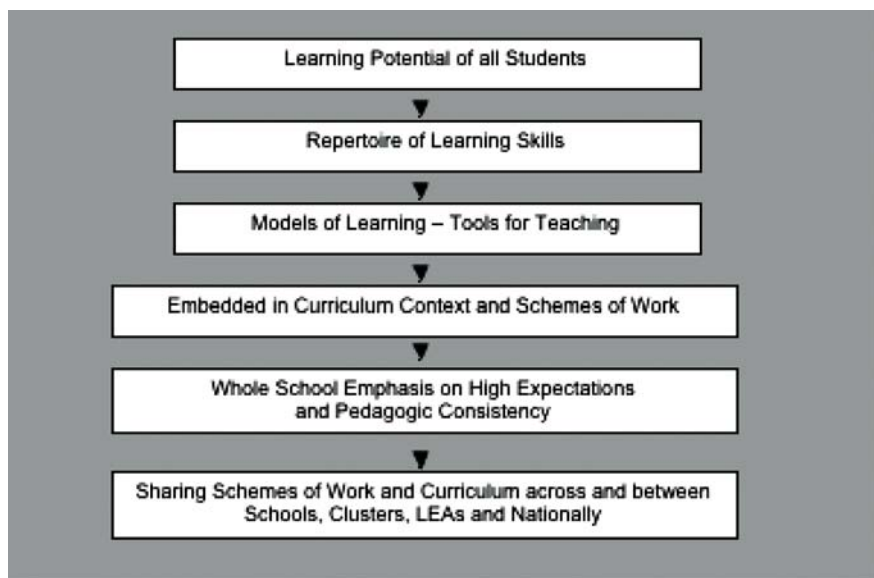 Learning Potential of all Students
Repertoire of Learning Skills
Models of Learning – Tools for Teaching
Embedded in Curriculum Context and Schemes of Work
Whole School Emphasis on High Expectations
and Pedagogic Consistency
Sharing Schemes of Work and Curriculum across and between
Schools, Clusters, LEAs and Nationally